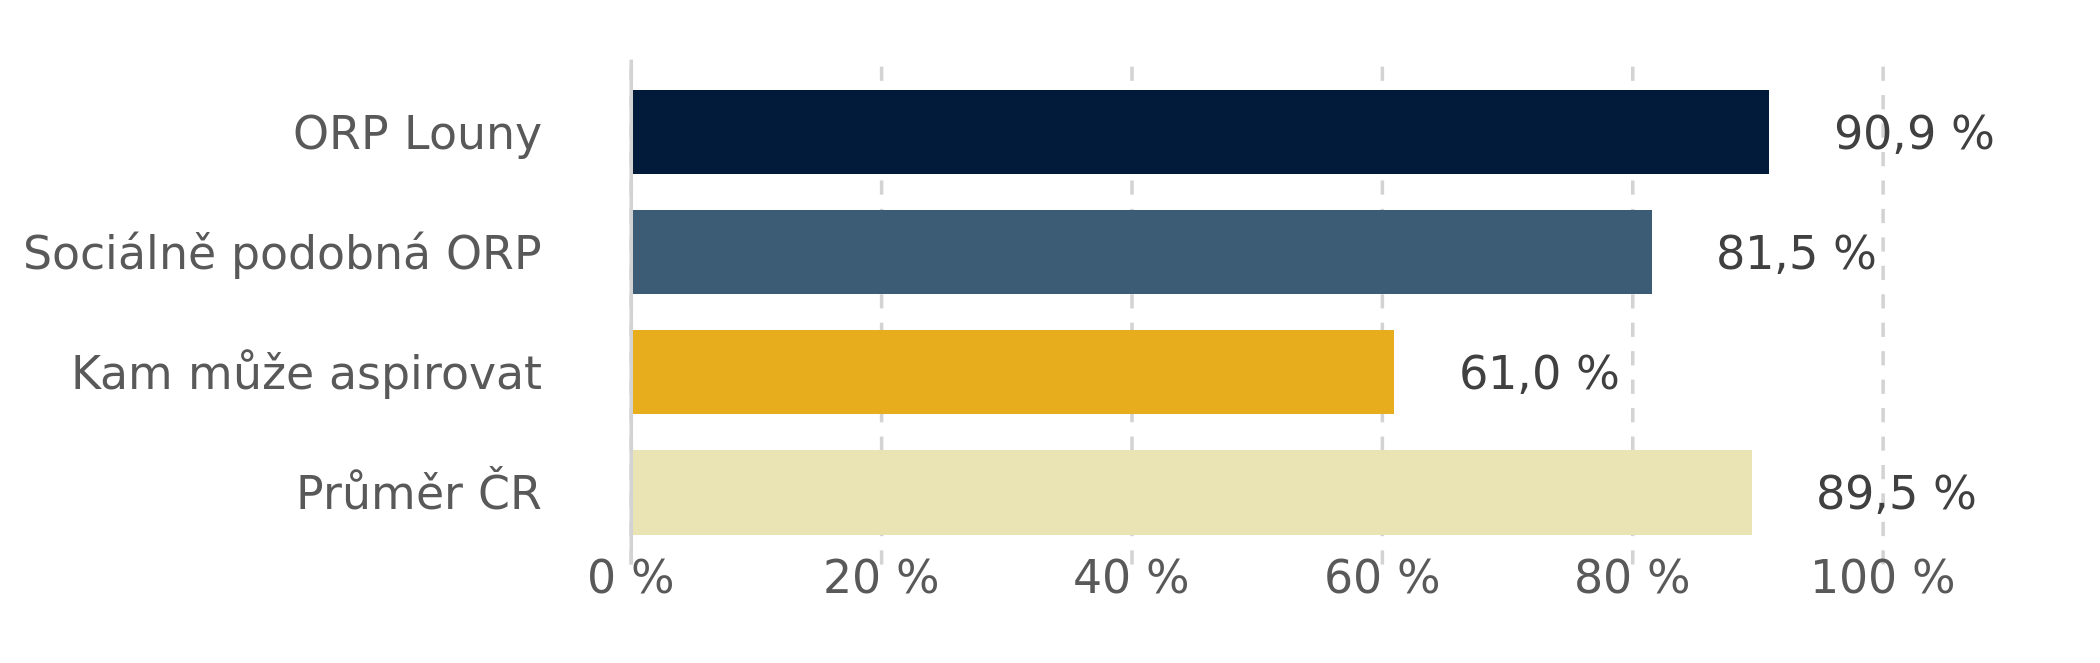 ORP Louny 90,9 %
Sociálně podobná ORP 81,5 %
Kam může aspirovat 61,0 %
Průměr ČR 89,5 %
0 % 20 % 40 % 60 % 80 % 100 %